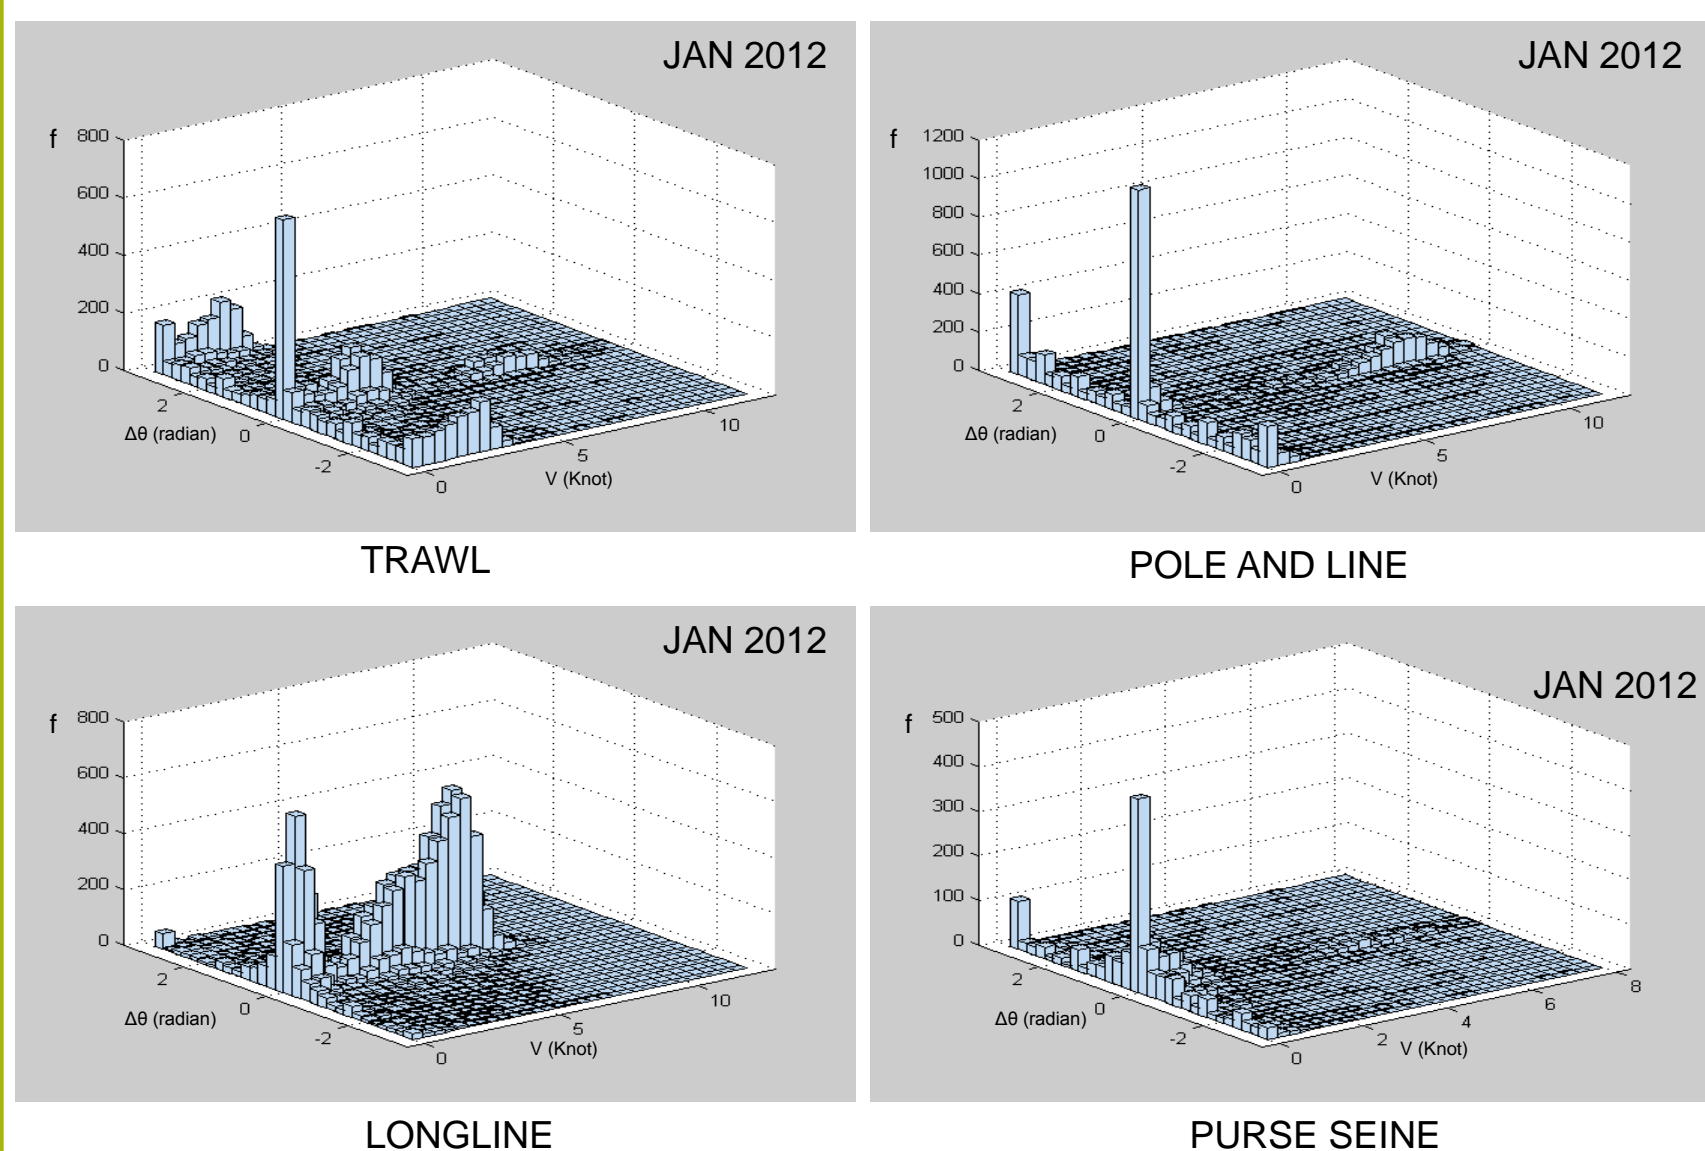 JAN 2012
f
800
600
400
200
0
2
0
-2
Δθ (radian)
0
5
10
V (Knot)
TRAWL
JAN 2012
f
1200
1000
800
600
400
200
0
2
0
-2
Δθ (radian)
0
5
10
V (Knot)
POLE AND LINE
JAN 2012
f
800
600
400
200
0
2
0
-2
Δθ (radian)
0
5
10
V (Knot)
LONGLINE
JAN 2012
f
500
400
300
200
100
0
2
0
-2
Δθ (radian)
0
2
4
6
8
V (Knot)
PURSE SEINE